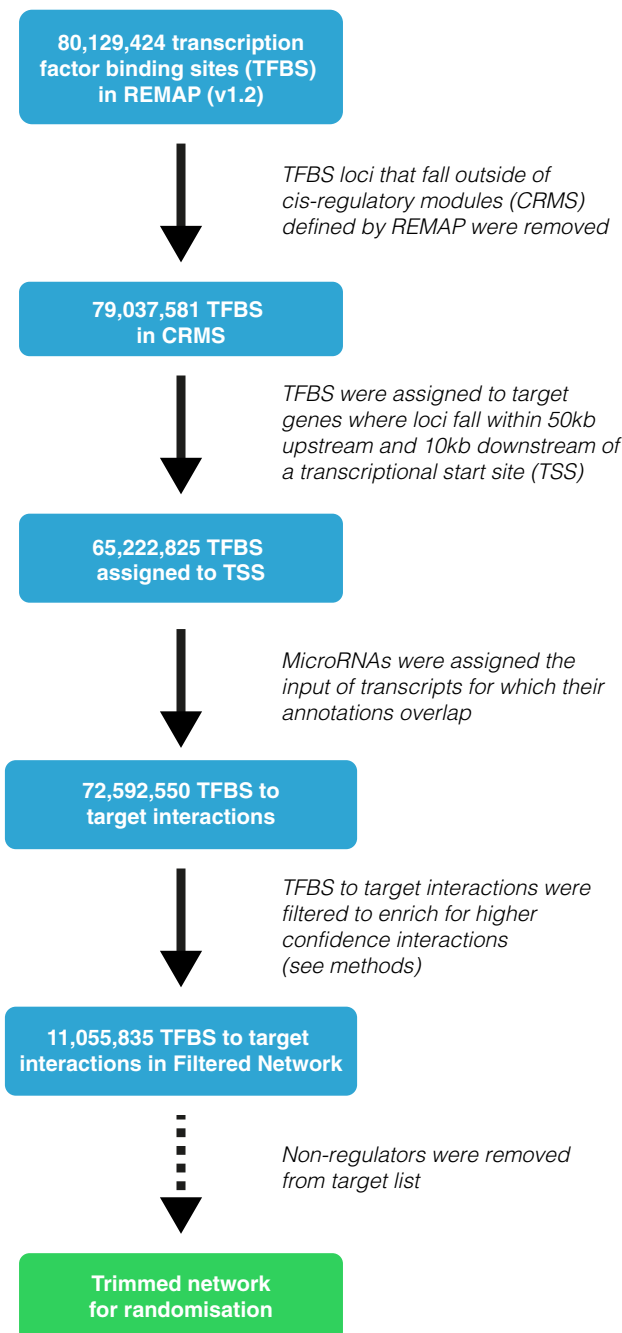 80,129,424 transcription
factor binding sites (TFBS)
in REMAP (v1.2)
TFBS loci that fall outside of
cis-regulatory modules (CRMS)
defined by REMAP were removed
79,037,581 TFBS
in CRMS
TFBS were assigned to target
genes where loci fall within 50kb
upstream and 10kb downstream of
a transcriptional start site (TSS)
65,222,825 TFBS
assigned to TSS
MicroRNAs were assigned the
input of transcripts for which their
annotations overlap
72,592,550 TFBS to
target interactions
TFBS to target interactions were
filtered to enrich for higher
confidence interactions
(see methods)
11,055,835 TFBS to target
interactions in Filtered Network
Non-regulators were removed
from target list
Trimmed network
for randomisation